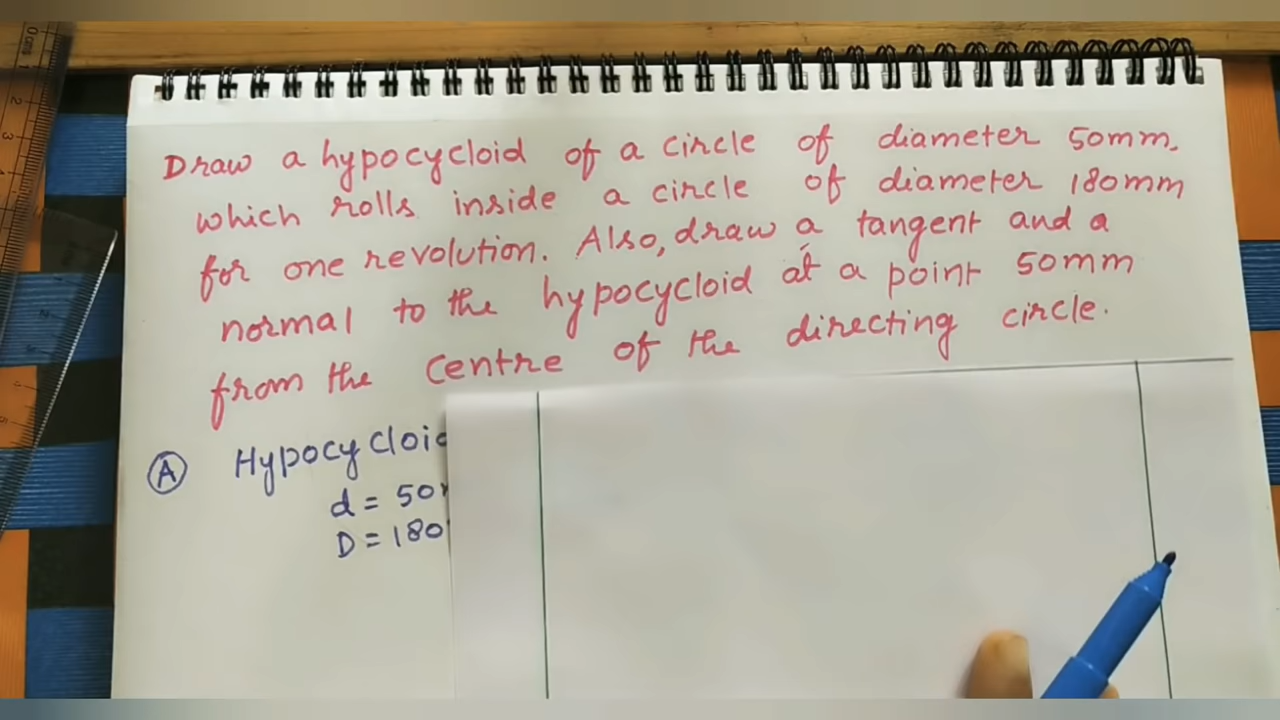 Draw a hypocycloid of a circle of diameter 50mm.
which rolls inside a circle of diameter 180mm
for one revolution. Also, draw a tangent and a
normal to the hypocycloid at a point 50mm
from the centre of the directing circle.
A Hypocycloid
d = 50
D = 180